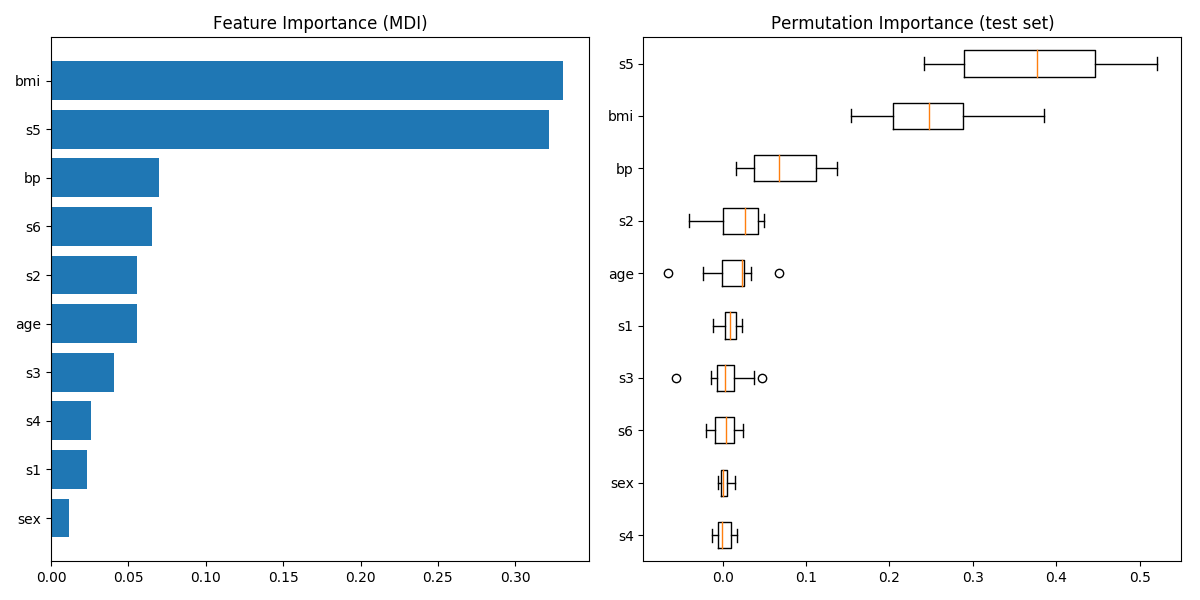 Feature Importance (MDI)
bmi
s5
bp
s6
s2
age
s3
s4
s1
sex
0.00 0.05 0.10 0.15 0.20 0.25 0.30
Permutation Importance (test set)
s5
bmi
bp
s2
age
s1
s3
s6
sex
s4
0.0 0.1 0.2 0.3 0.4 0.5